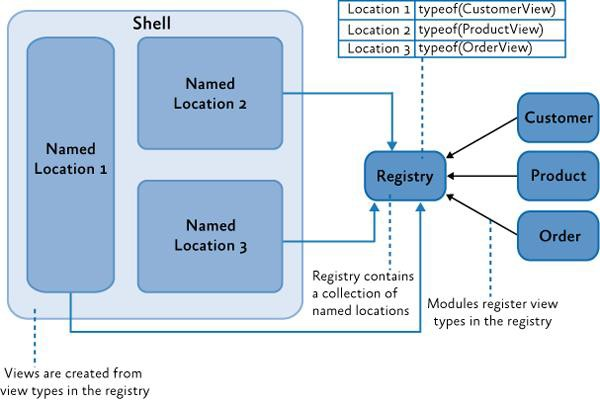 Shell
Named
Location 1
Named
Location 2
Named
Location 3
Location 1 typeof(CustomerView)
Location 2 typeof(ProductView)
Location 3 typeof(OrderView)
Registry
Customer
Product
Order
Registry contains
a collection of
named locations
Modules register view
types in the registry
Views are created from
view types in the registry